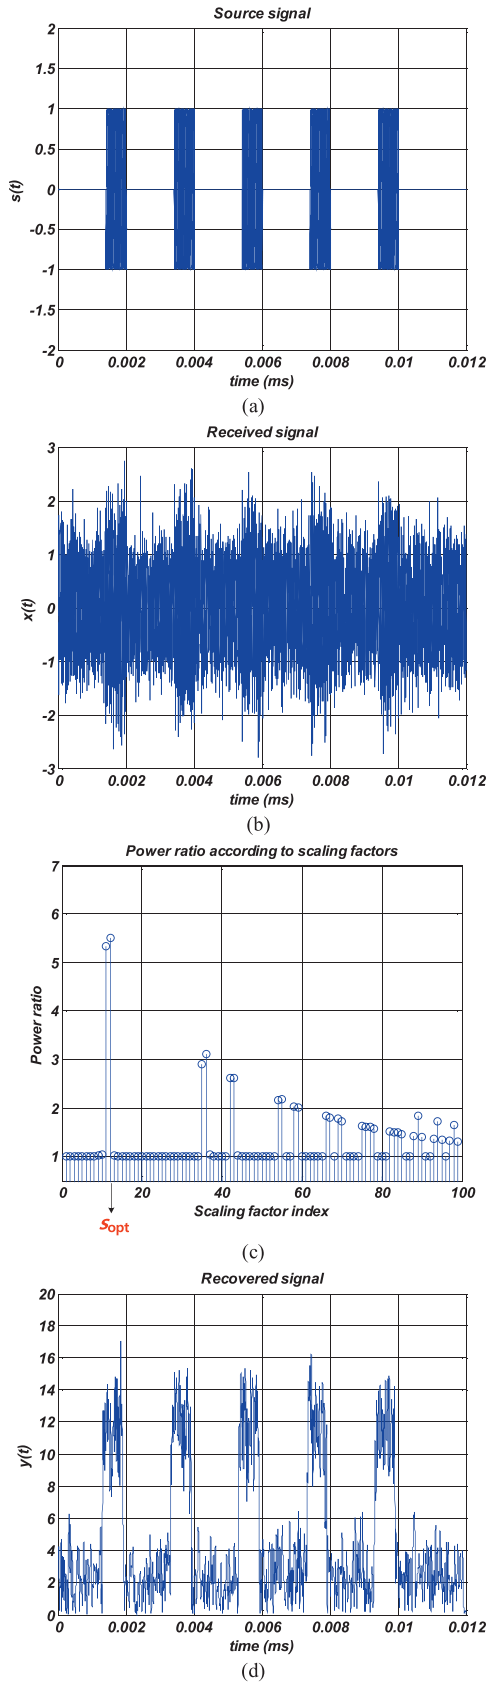 Source signal
2
1.5
1
0.5
0
-0.5
-1
-1.5
-2
s(t)
0 0.002 0.004 0.006 0.008 0.01 0.012
time (ms)
(a)
Received signal
3
2
1
0
-1
-2
-3
x(t)
0 0.002 0.004 0.006 0.008 0.01 0.012
time (ms)
(b)
Power ratio according to scaling factors
7
6
5
4
3
2
1
Power ratio
0 20 40 60 80 100
Scaling factor index
Sopt
(c)
Recovered signal
20
18
16
14
12
10
8
6
4
2
0
y(t)
0 0.002 0.004 0.006 0.008 0.01 0.012
time (ms)
(d)